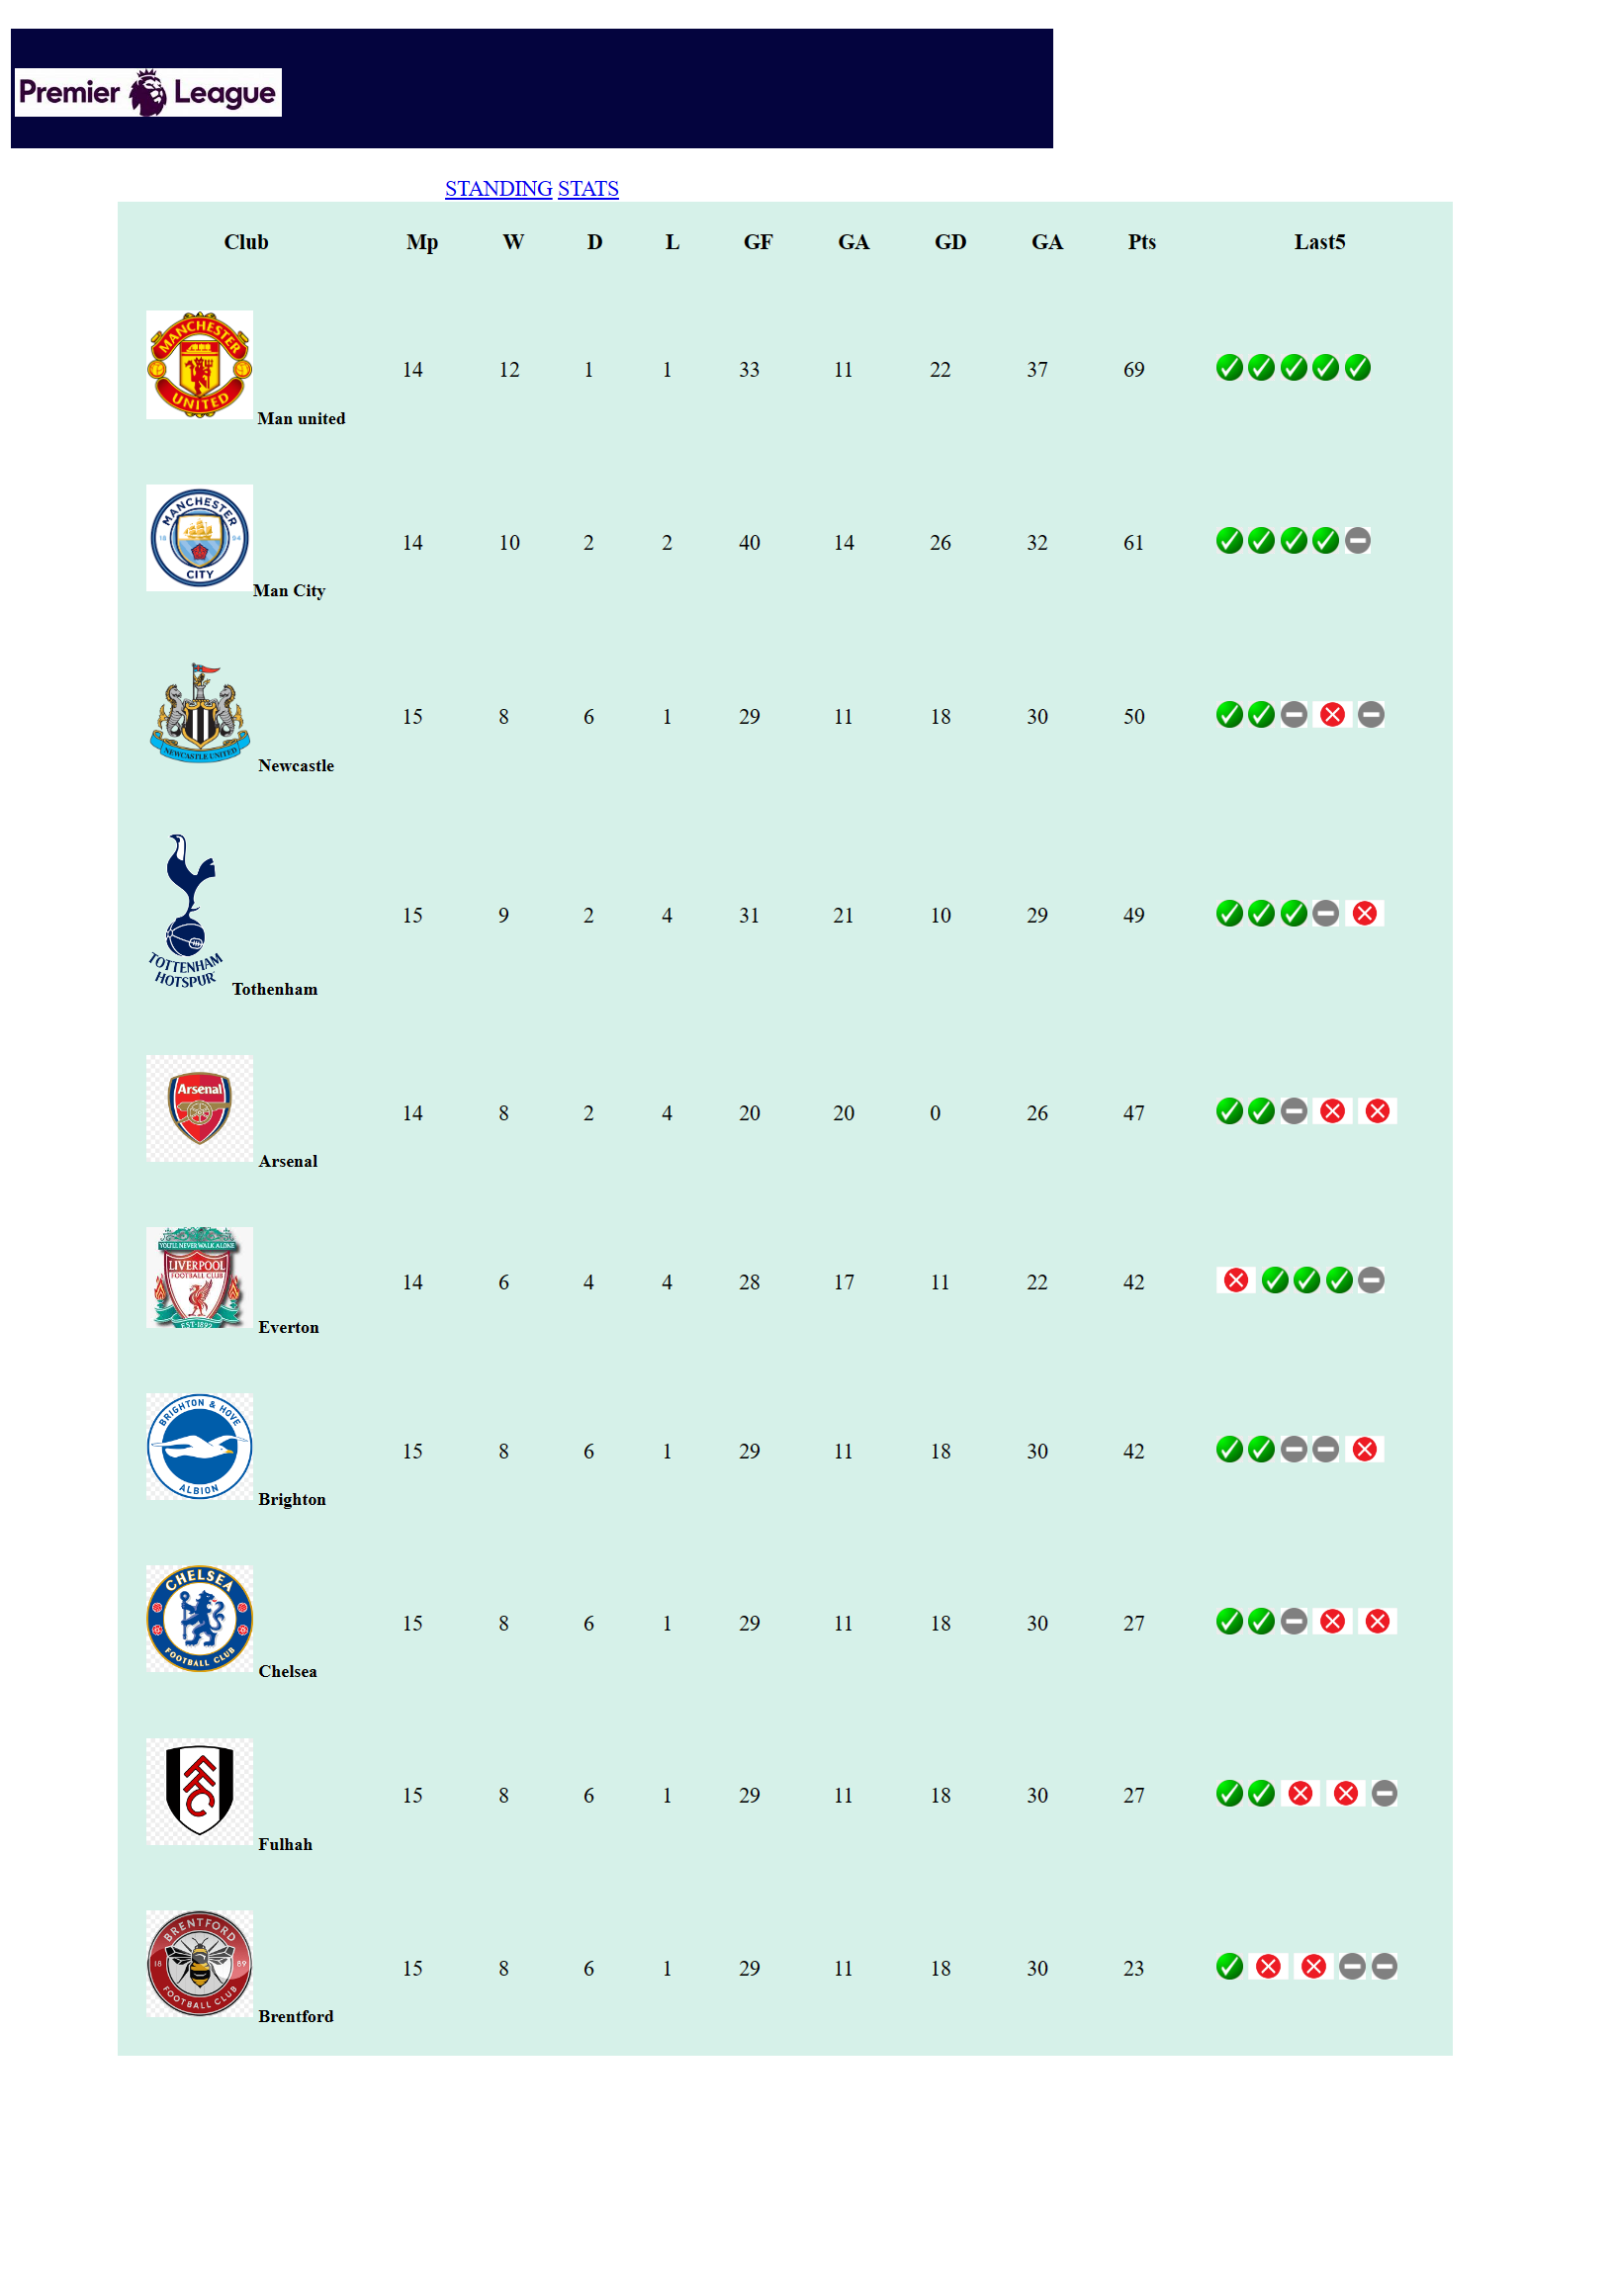 Premier League
STANDING STATS
Club Mp W D L GF GA GD GA Pts Last5
MANCHESTER
UNITED
14 12 1 1 33 11 22 37 69
Man united
MANCHESTER
18 94
CITY
14 10 2 2 40 14 26 32 61
Man City
NEWCASTLE UNITED
15 8 6 1 29 11 18 30 50
Newcastle
TOTTENHAM
HOTSPUR
15 9 2 4 31 21 10 29 49
Tothenham
Arsenal
14 8 2 4 20 20 0 26 47
Arsenal
YOU'LL NEVER WALK ALONE
LIVERPOOL
FOOTBALL CLUB
EST·1892
14 6 4 4 28 17 11 22 42
Everton
BRIGHTON & HOVE
ALBION
15 8 6 1 29 11 18 30 42
Brighton
CHELSEA
FOOTBALL CLUB
15 8 6 1 29 11 18 30 27
Chelsea
FFC
15 8 6 1 29 11 18 30 27
Fulhah
BRENTFORD
18 89
FOOTBALL CLUB
15 8 6 1 29 11 18 30 23
Brentford